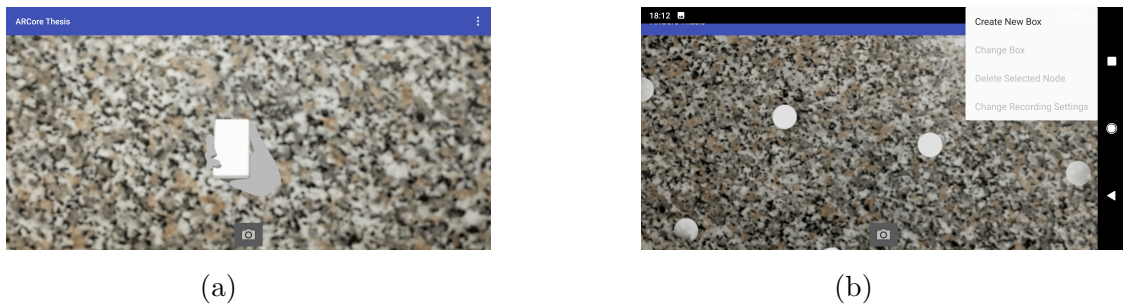 ARCore Thesis
18:12
Create New Box
Change Box
Delete Selected Node
Change Recording Settings
(a)
(b)